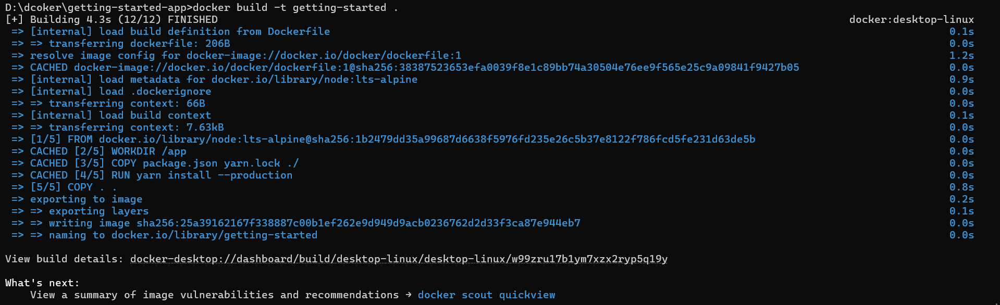 D:\dcoker\getting-started-app>docker build -t getting-started .
[+] Building 4.3s (12/12) FINISHED docker:desktop-linux
=> [internal] load build definition from Dockerfile 0.1s
=> => transferring dockerfile: 206B 0.0s
=> resolve image config for docker-image://docker.io/docker/dockerfile:1 1.2s
=> CACHED docker-image://docker.io/docker/dockerfile:1@sha256:38387523653efa0039f8e1c89bb74a30504e76ee9f565e25c9a09841f9427b05 0.0s
=> [internal] load metadata for docker.io/library/node:lts-alpine 0.9s
=> [internal] load .dockerignore 0.0s
=> => transferring context: 66B 0.0s
=> [internal] load build context 0.1s
=> => transferring context: 7.63kB 0.0s
=> [1/5] FROM docker.io/library/node:lts-alpine@sha256:1b2479dd35a99687d6638f5976fd235e26c5b37e8122f786fcd5fe231d63de5b 0.0s
=> CACHED [2/5] WORKDIR /app 0.0s
=> CACHED [3/5] COPY package.json yarn.lock ./ 0.0s
=> CACHED [4/5] RUN yarn install --production 0.0s
=> [5/5] COPY . . 0.8s
=> exporting to image 0.2s
=> => exporting layers 0.1s
=> => writing image sha256:25a39162167f338887c00b1ef262e9d949d9acb0236762d2d33f3ca87e944eb7 0.0s
=> => naming to docker.io/library/getting-started 0.0s
View build details: docker-desktop://dashboard/build/desktop-linux/desktop-linux/w99zru17b1ym7xzx2ryp5q19y
What's next:
View a summary of image vulnerabilities and recommendations → docker scout quickview